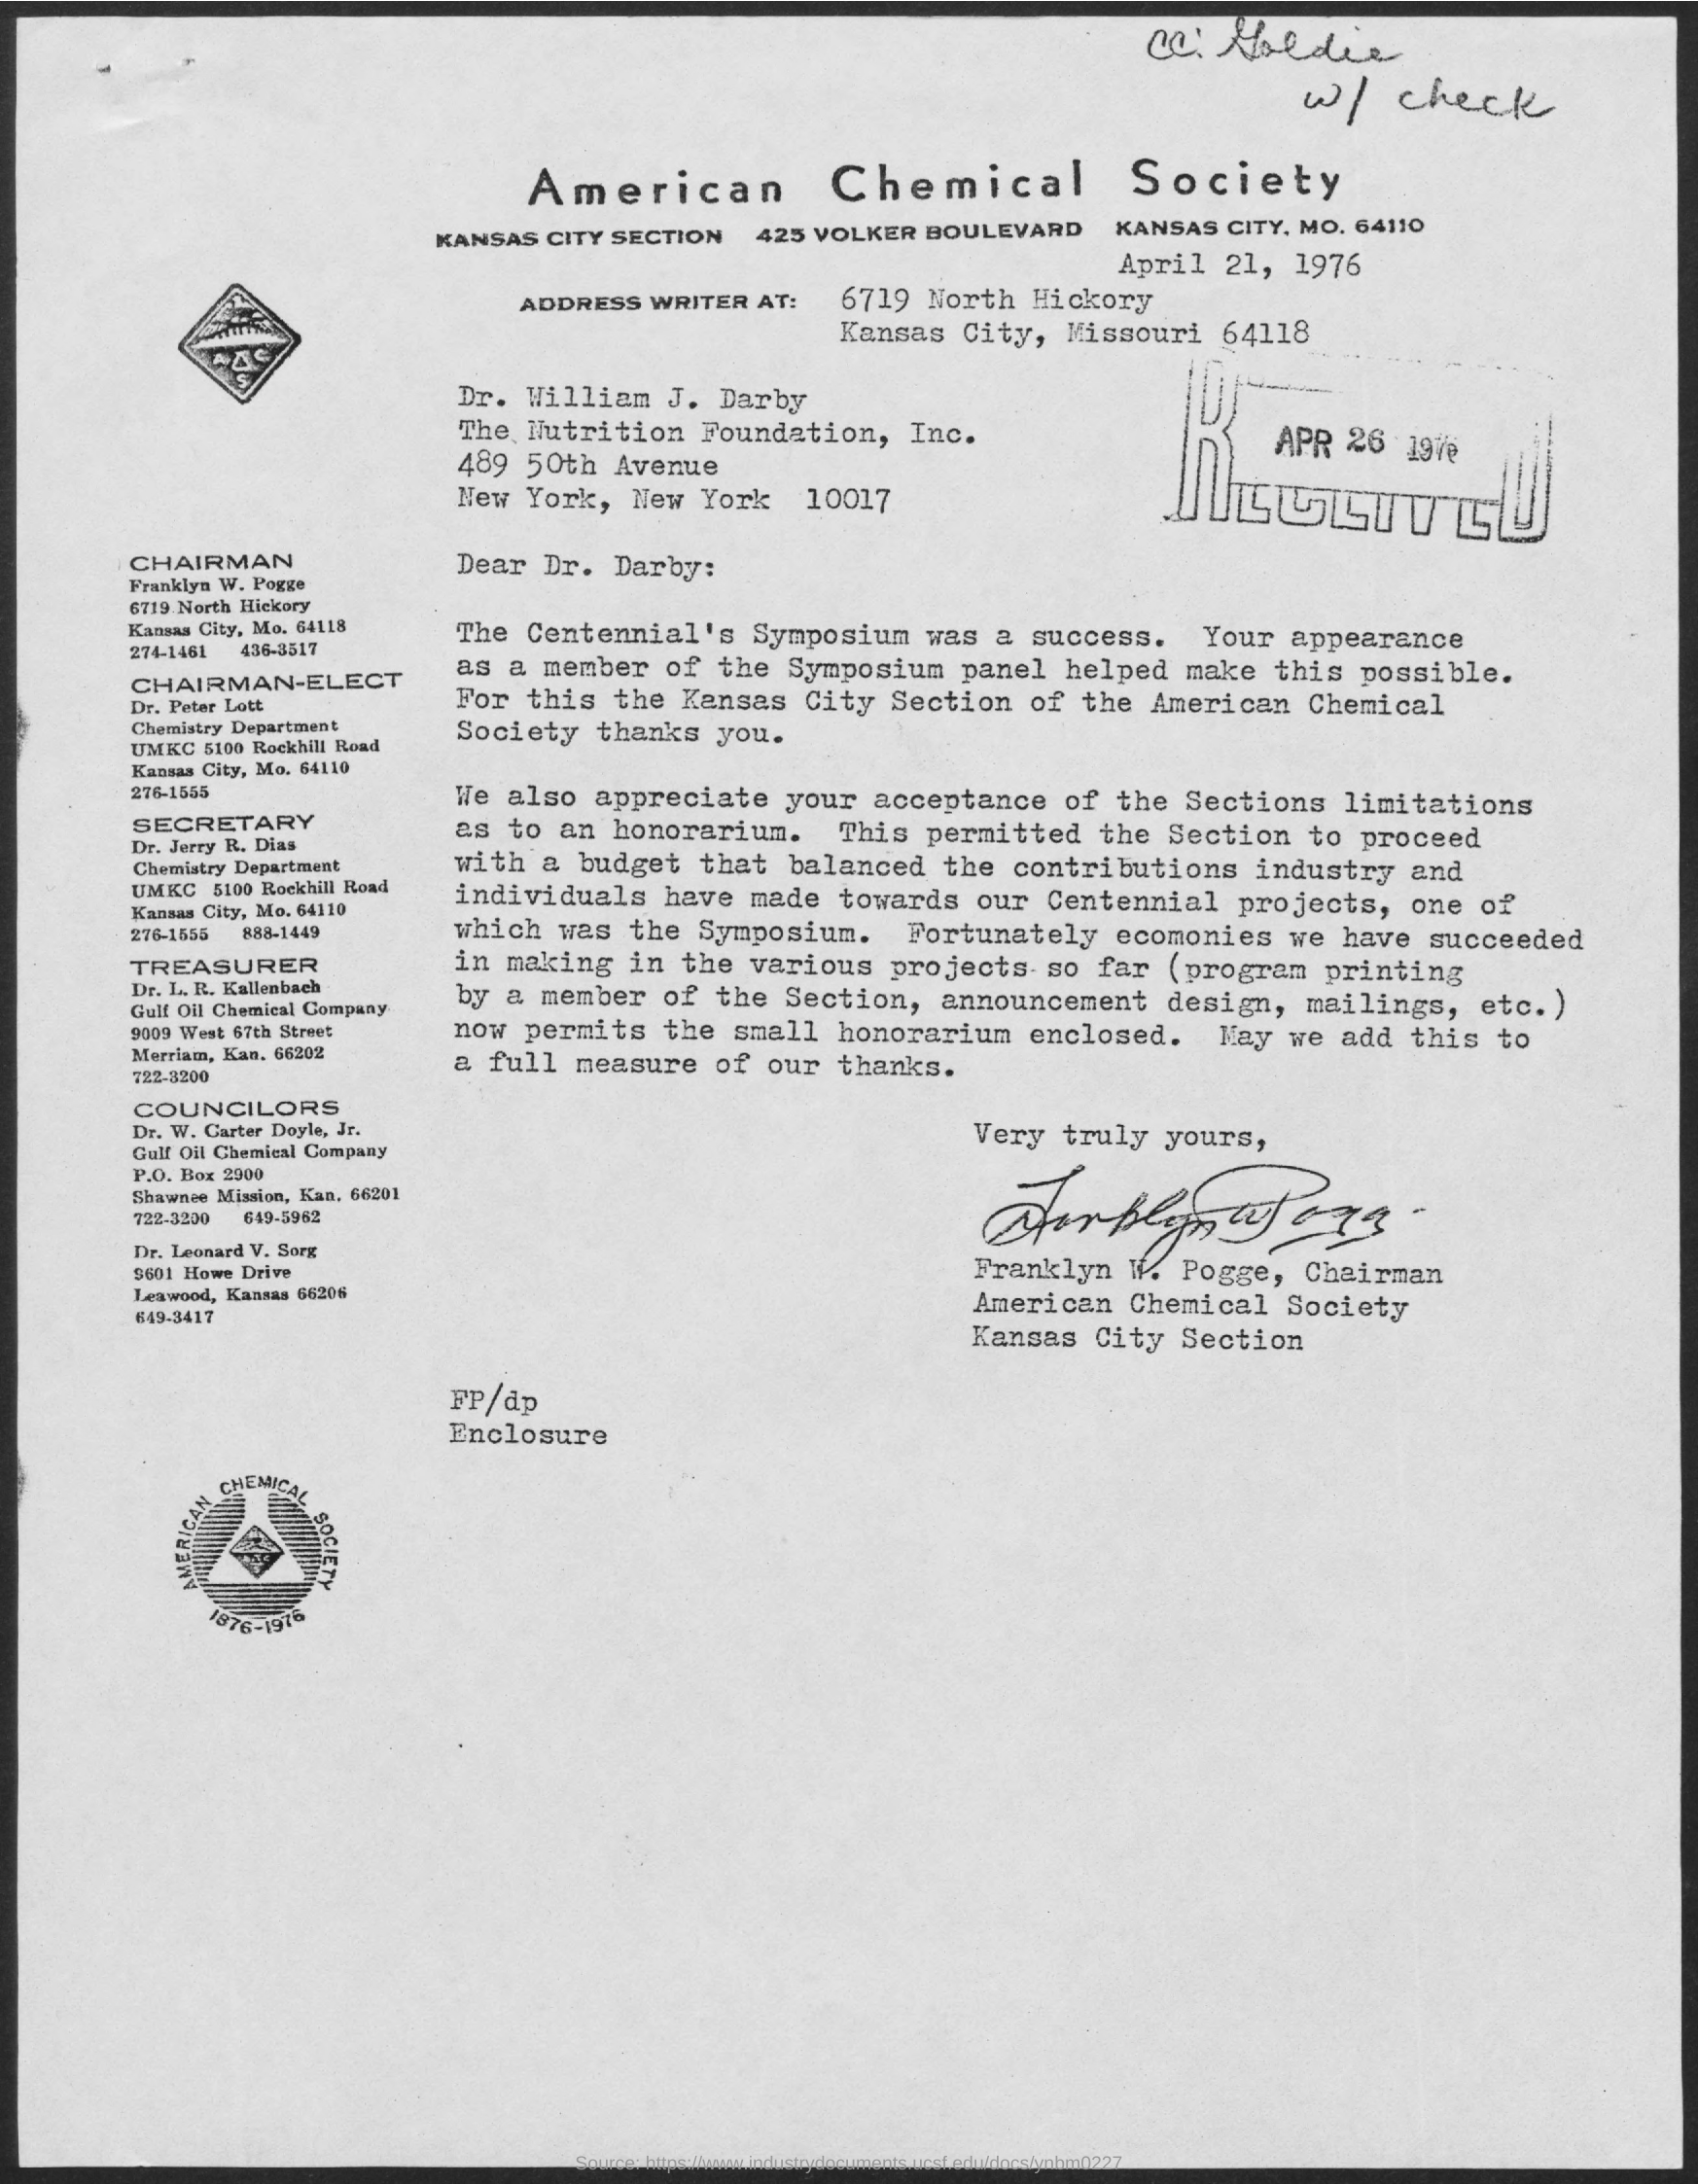 cc: Goldie
w/ check
American Chemical Society
KANSAS CITY SECTION 425 VOLKER BOULEVARD KANSAS CITY, MO. 64110
April 21, 1976
ADDRESS WRITER AT: 6719 North Hickory
Kansas City, Missouri 64118
A C S
Dr. William J. Darby
The Nutrition Foundation, Inc.
489 50th Avenue
New York, New York 10017
RECEIVED
APR 26 1976
CHAIRMAN
Franklyn W. Pogge
6719 North Hickory
Kansas City, Mo. 64118
274-1461 436-3517
CHAIRMAN-ELECT
Dr. Peter Lott
Chemistry Department
UMKC 5100 Rockhill Road
Kansas City, Mo. 64110
276-1555
SECRETARY
Dr. Jerry R. Dias
Chemistry Department
UMKC 5100 Rockhill Road
Kansas City, Mo. 64110
276-1555 888-1449
TREASURER
Dr. L. R. Kallenbach
Gulf Oil Chemical Company
9009 West 67th Street
Merriam, Kan. 66202
722-3200
COUNCILORS
Dr. W. Carter Doyle, Jr.
Gulf Oil Chemical Company
P.O. Box 2900
Shawnee Mission, Kan. 66201
722-3200 649-5962
Dr. Leonard V. Sorg
9601 Howe Drive
Leawood, Kansas 66206
649-3417
Dear Dr. Darby:
The Centennial's Symposium was a success. Your appearance
as a member of the Symposium panel helped make this possible.
For this the Kansas City Section of the American Chemical
Society thanks you.
We also appreciate your acceptance of the Sections limitations
as to an honorarium. This permitted the Section to proceed
with a budget that balanced the contributions industry and
individuals have made towards our Centennial projects, one of
which was the Symposium. Fortunately ecomonies we have succeeded
in making in the various projects so far (program printing
by a member of the Section, announcement design, mailings, etc.)
now permits the small honorarium enclosed. May we add this to
a full measure of our thanks.
Very truly yours,
Franklyn W Pogge
Franklyn W. Pogge, Chairman
American Chemical Society
Kansas City Section
FP/dp
Enclosure
AMERICAN CHEMICAL SOCIETY
ACS
1876-1976
Source: https://www.industrydocuments.ucsf.edu/docs/ynbm0227